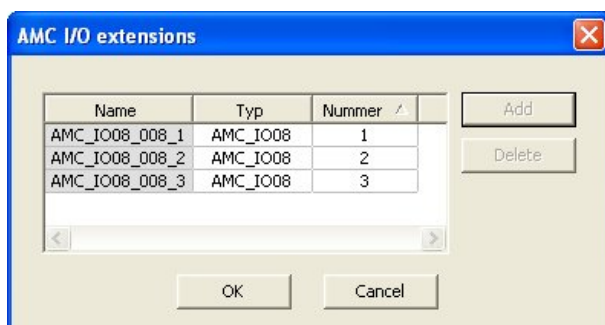 AMC I/O extensions
Name Typ Nummer
AMC_IO08_008_1 AMC_IO08 1
AMC_IO08_008_2 AMC_IO08 2
AMC_IO08_008_3 AMC_IO08 3
Add
Delete
OK Cancel